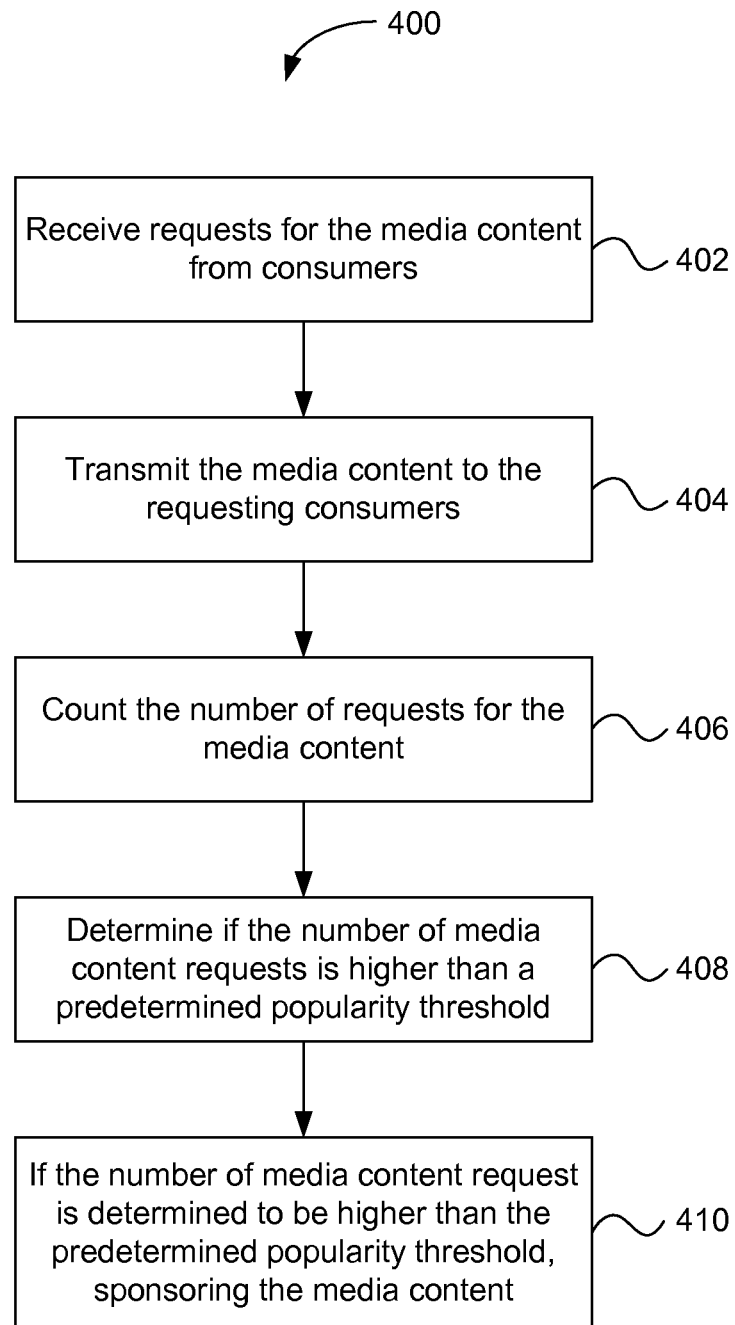 400
Receive requests for the media content
from consumers
402
Transmit the media content to the
requesting consumers
404
Count the number of requests for the
media content
406
Determine if the number of media
content requests is higher than a
predetermined popularity threshold
408
If the number of media content request
is determined to be higher than the
predetermined popularity threshold,
sponsoring the media content
410